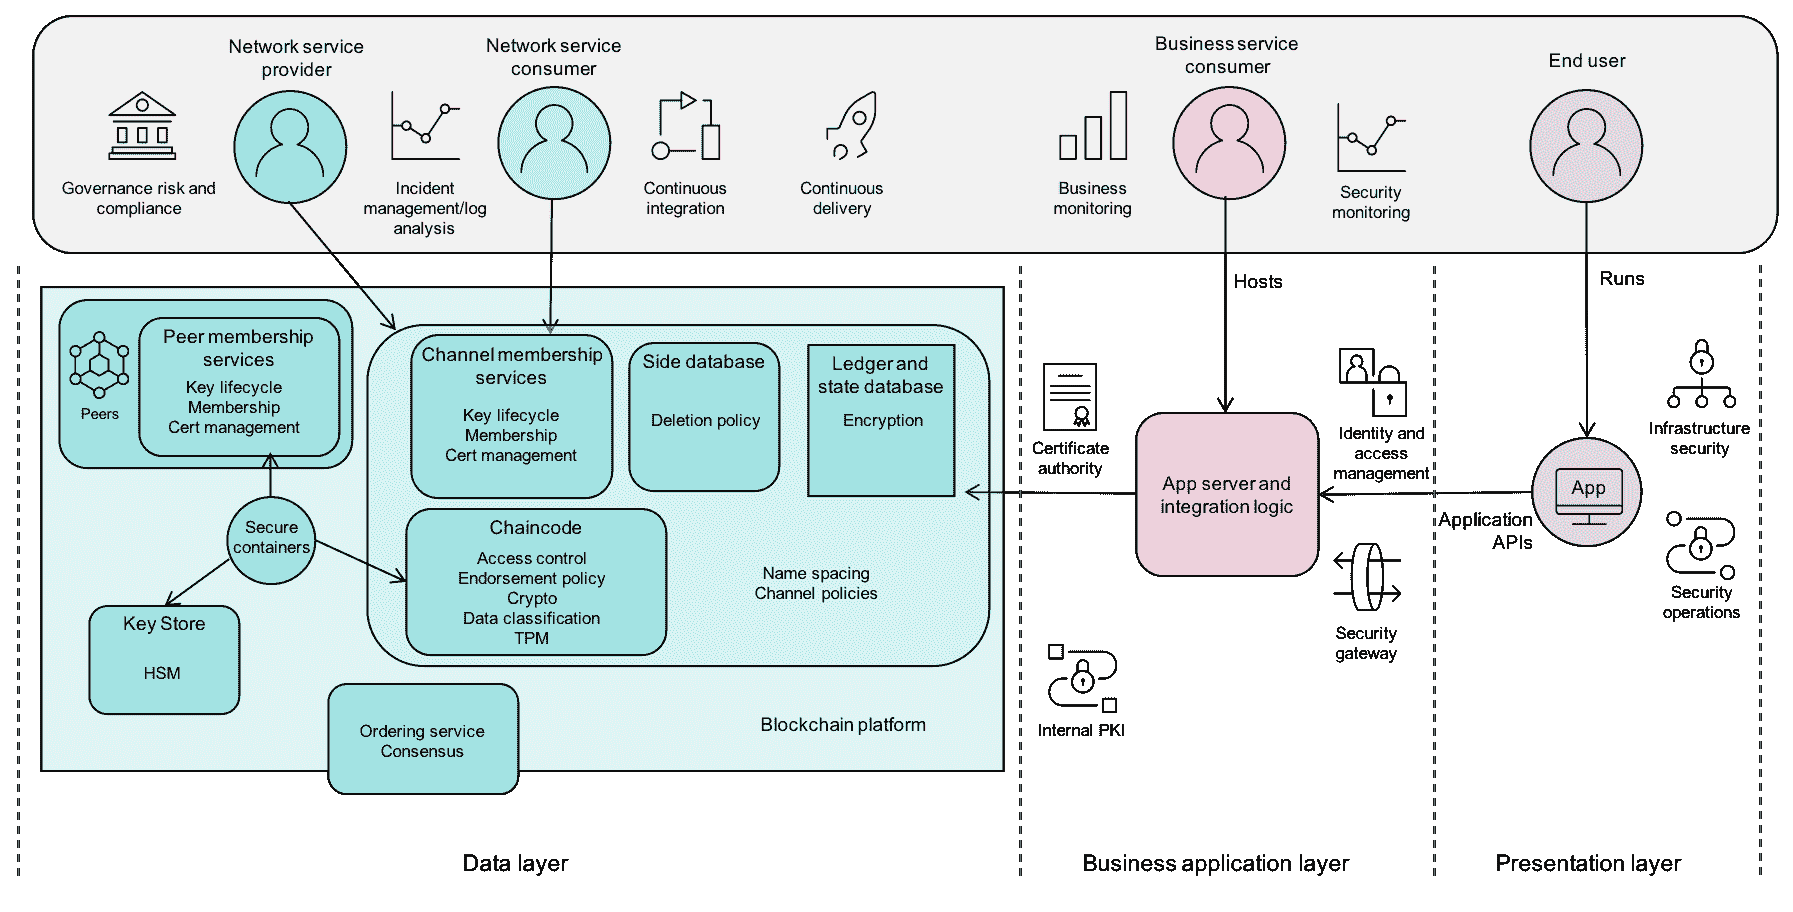 Network service
provider
Network service
consumer
Business service
consumer
End user
Governance risk and
compliance
Incident
management/log
analysis
Continuous
integration
Continuous
delivery
Business
monitoring
Security
monitoring
Hosts
Runs
Peer membership
services
Key lifecycle
Membership
Cert management
Peers
Channel membership
services
Key lifecycle
Membership
Cert management
Side database
Deletion policy
Ledger and
state database
Encryption
Secure
containers
Chaincode
Access control
Endorsement policy
Crypto
Data classification
TPM
Name spacing
Channel policies
Key Store
HSM
Ordering service
Consensus
Blockchain platform
Certificate
authority
App server and
integration logic
Identity and
access
management
Security
gateway
Internal PKI
Application
APIs
App
Infrastructure
security
Security
operations
Data layer
Business application layer
Presentation layer